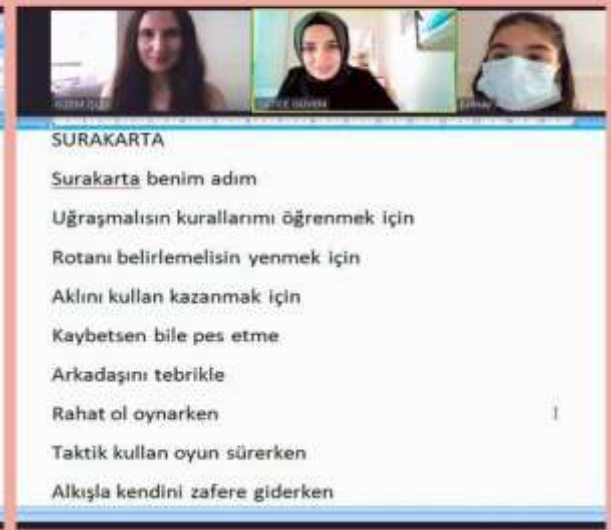 SURAKARTA
Surakarta benim adım
Uğraşmalısın kurallarımı öğrenmek için
Rotanı belirlemelisin yenmek için
Aklını kullan kazanmak için
Kaybetsen bile pes etme
Arkadaşını tebrikle
Rahat ol oynarken
Taktik kullan oyun sürerken
Alkışla kendini zafere giderken